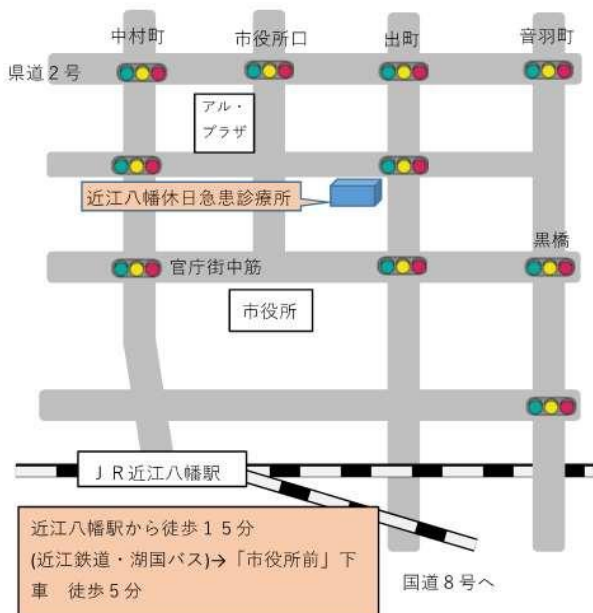 中村町
市役所口
出町
音羽町
県道２号
アル・
プラザ
近江八幡休日急患診療所
黒橋
官庁街中筋
市役所
ＪＲ近江八幡駅
近江八幡駅から徒歩１５分
(近江鉄道・湖国バス)→「市役所前」下
車　徒歩５分
国道８号へ